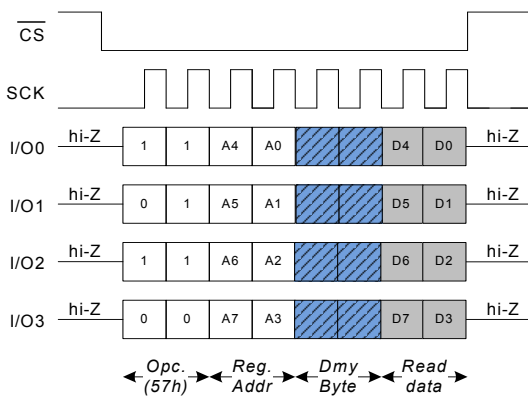 CS
SCK
hi-Z hi-Z
I/O0 1 1 A4 A0 D4 D0
hi-Z hi-Z
I/O1 0 1 A5 A1 D5 D1
hi-Z hi-Z
I/O2 1 1 A6 A2 D6 D2
hi-Z hi-Z
I/O3 0 0 A7 A3 D7 D3
Opc. Reg. Dmy Read
(57h) Addr Byte data